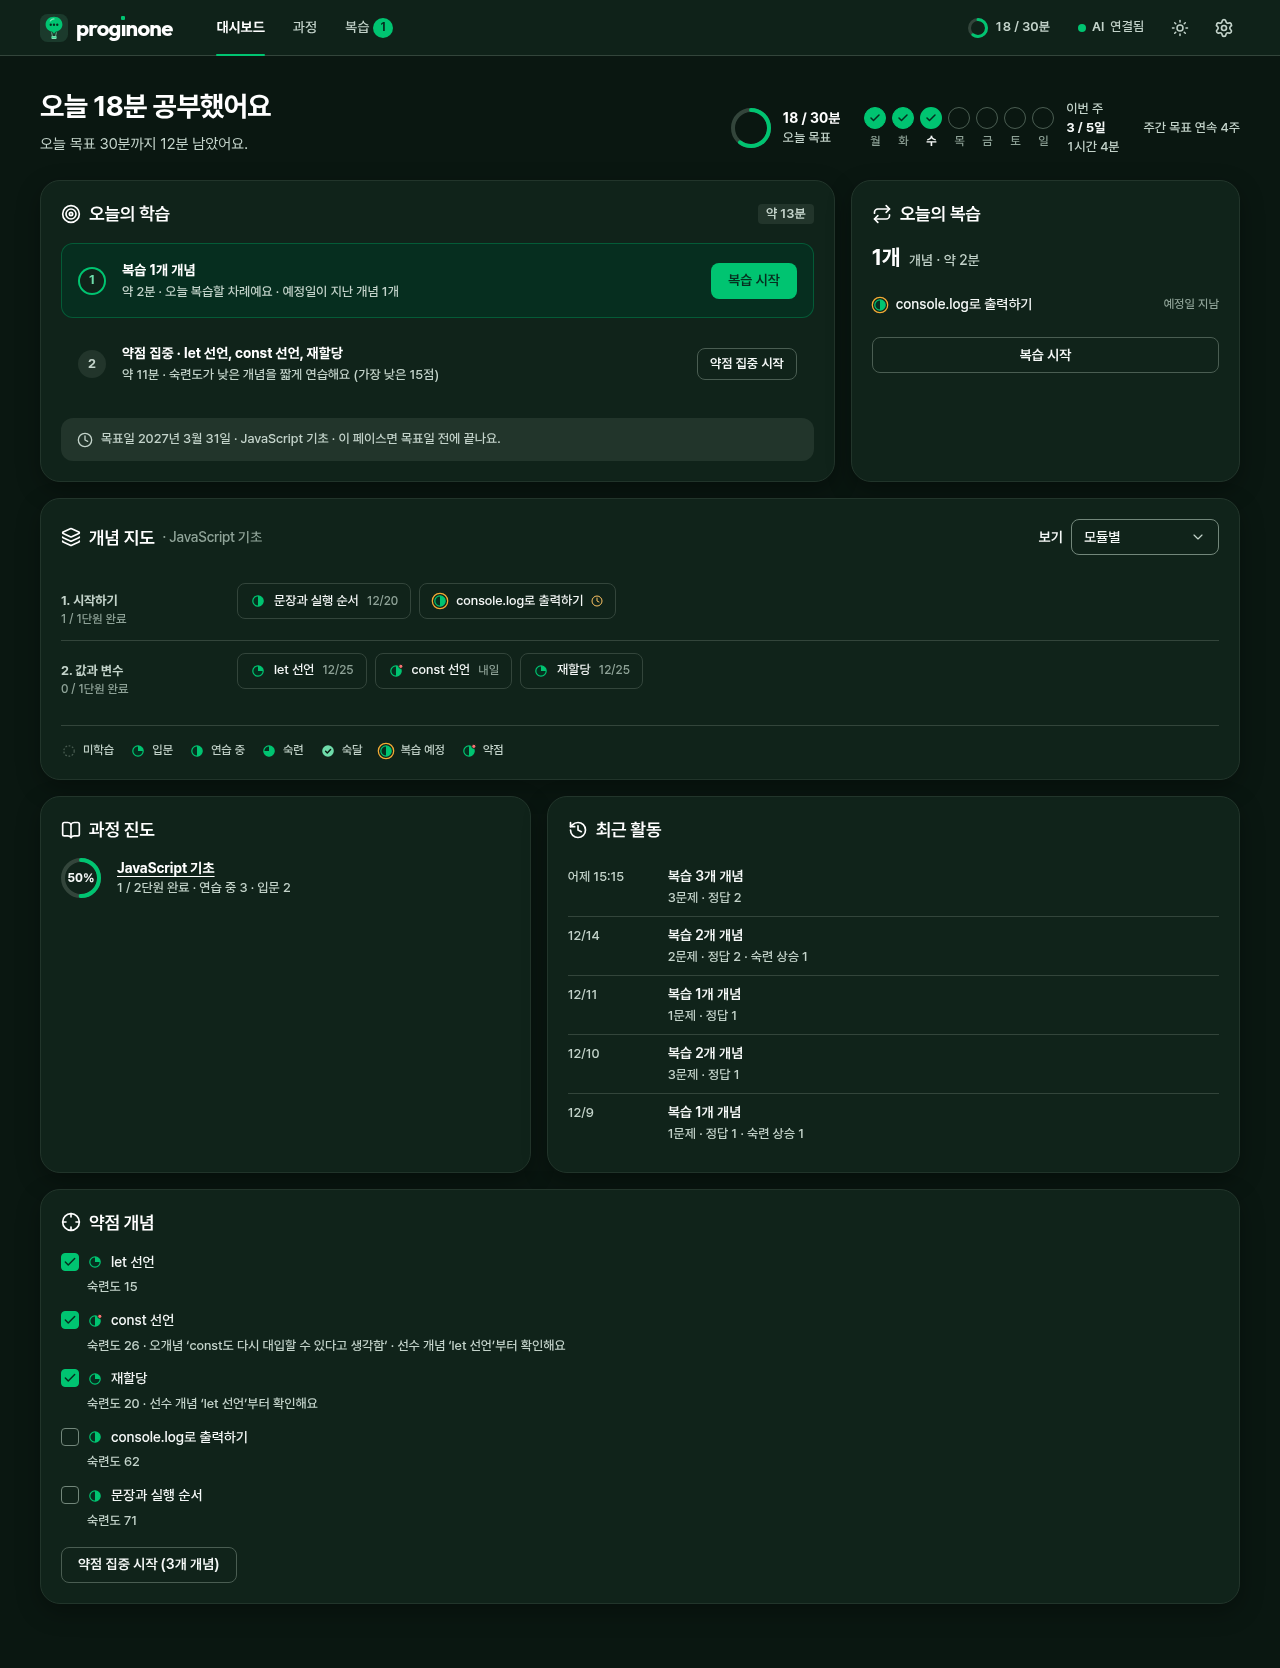 proginone
대시보드
과정
복습 1
18 / 30분
AI 연결됨
오늘 18분 공부했어요
오늘 목표 30분까지 12분 남았어요.
18 / 30분
오늘 목표
월 화 수 목 금 토 일
이번 주
3 / 5일
1시간 4분
주간 목표 연속 4주
오늘의 학습
약 13분
1
복습 1개 개념
약 2분 · 오늘 복습할 차례예요 · 예정일이 지난 개념 1개
복습 시작
2
약점 집중 · let 선언, const 선언, 재할당
약 11분 · 숙련도가 낮은 개념을 짧게 연습해요 (가장 낮은 15점)
약점 집중 시작
목표일 2027년 3월 31일 · JavaScript 기초 · 이 페이스면 목표일 전에 끝나요.
오늘의 복습
1개 개념 · 약 2분
console.log로 출력하기
예정일 지남
복습 시작
개념 지도 · JavaScript 기초
보기
모듈별
1. 시작하기
1 / 1단원 완료
문장과 실행 순서 12/20
console.log로 출력하기
2. 값과 변수
0 / 1단원 완료
let 선언 12/25
const 선언 내일
재할당 12/25
미학습
입문
연습 중
숙련
숙달
복습 예정
약점
과정 진도
50%
JavaScript 기초
1 / 2단원 완료 · 연습 중 3 · 입문 2
최근 활동
어제 15:15
복습 3개 개념
3문제 · 정답 2
12/14
복습 2개 개념
2문제 · 정답 2 · 숙련 상승 1
12/11
복습 1개 개념
1문제 · 정답 1
12/10
복습 2개 개념
3문제 · 정답 1
12/9
복습 1개 개념
1문제 · 정답 1 · 숙련 상승 1
약점 개념
let 선언
숙련도 15
const 선언
숙련도 26 · 오개념 ‘const도 다시 대입할 수 있다고 생각함’ · 선수 개념 ‘let 선언’부터 확인해요
재할당
숙련도 20 · 선수 개념 ‘let 선언’부터 확인해요
console.log로 출력하기
숙련도 62
문장과 실행 순서
숙련도 71
약점 집중 시작 (3개 개념)